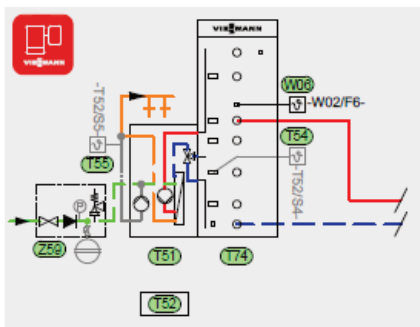 VIESMANN
VIESMANN
W06
-W02/F6-
-T52/S5-
T54
T55
-T52/S4-
P
Z59
T51
T74
T52